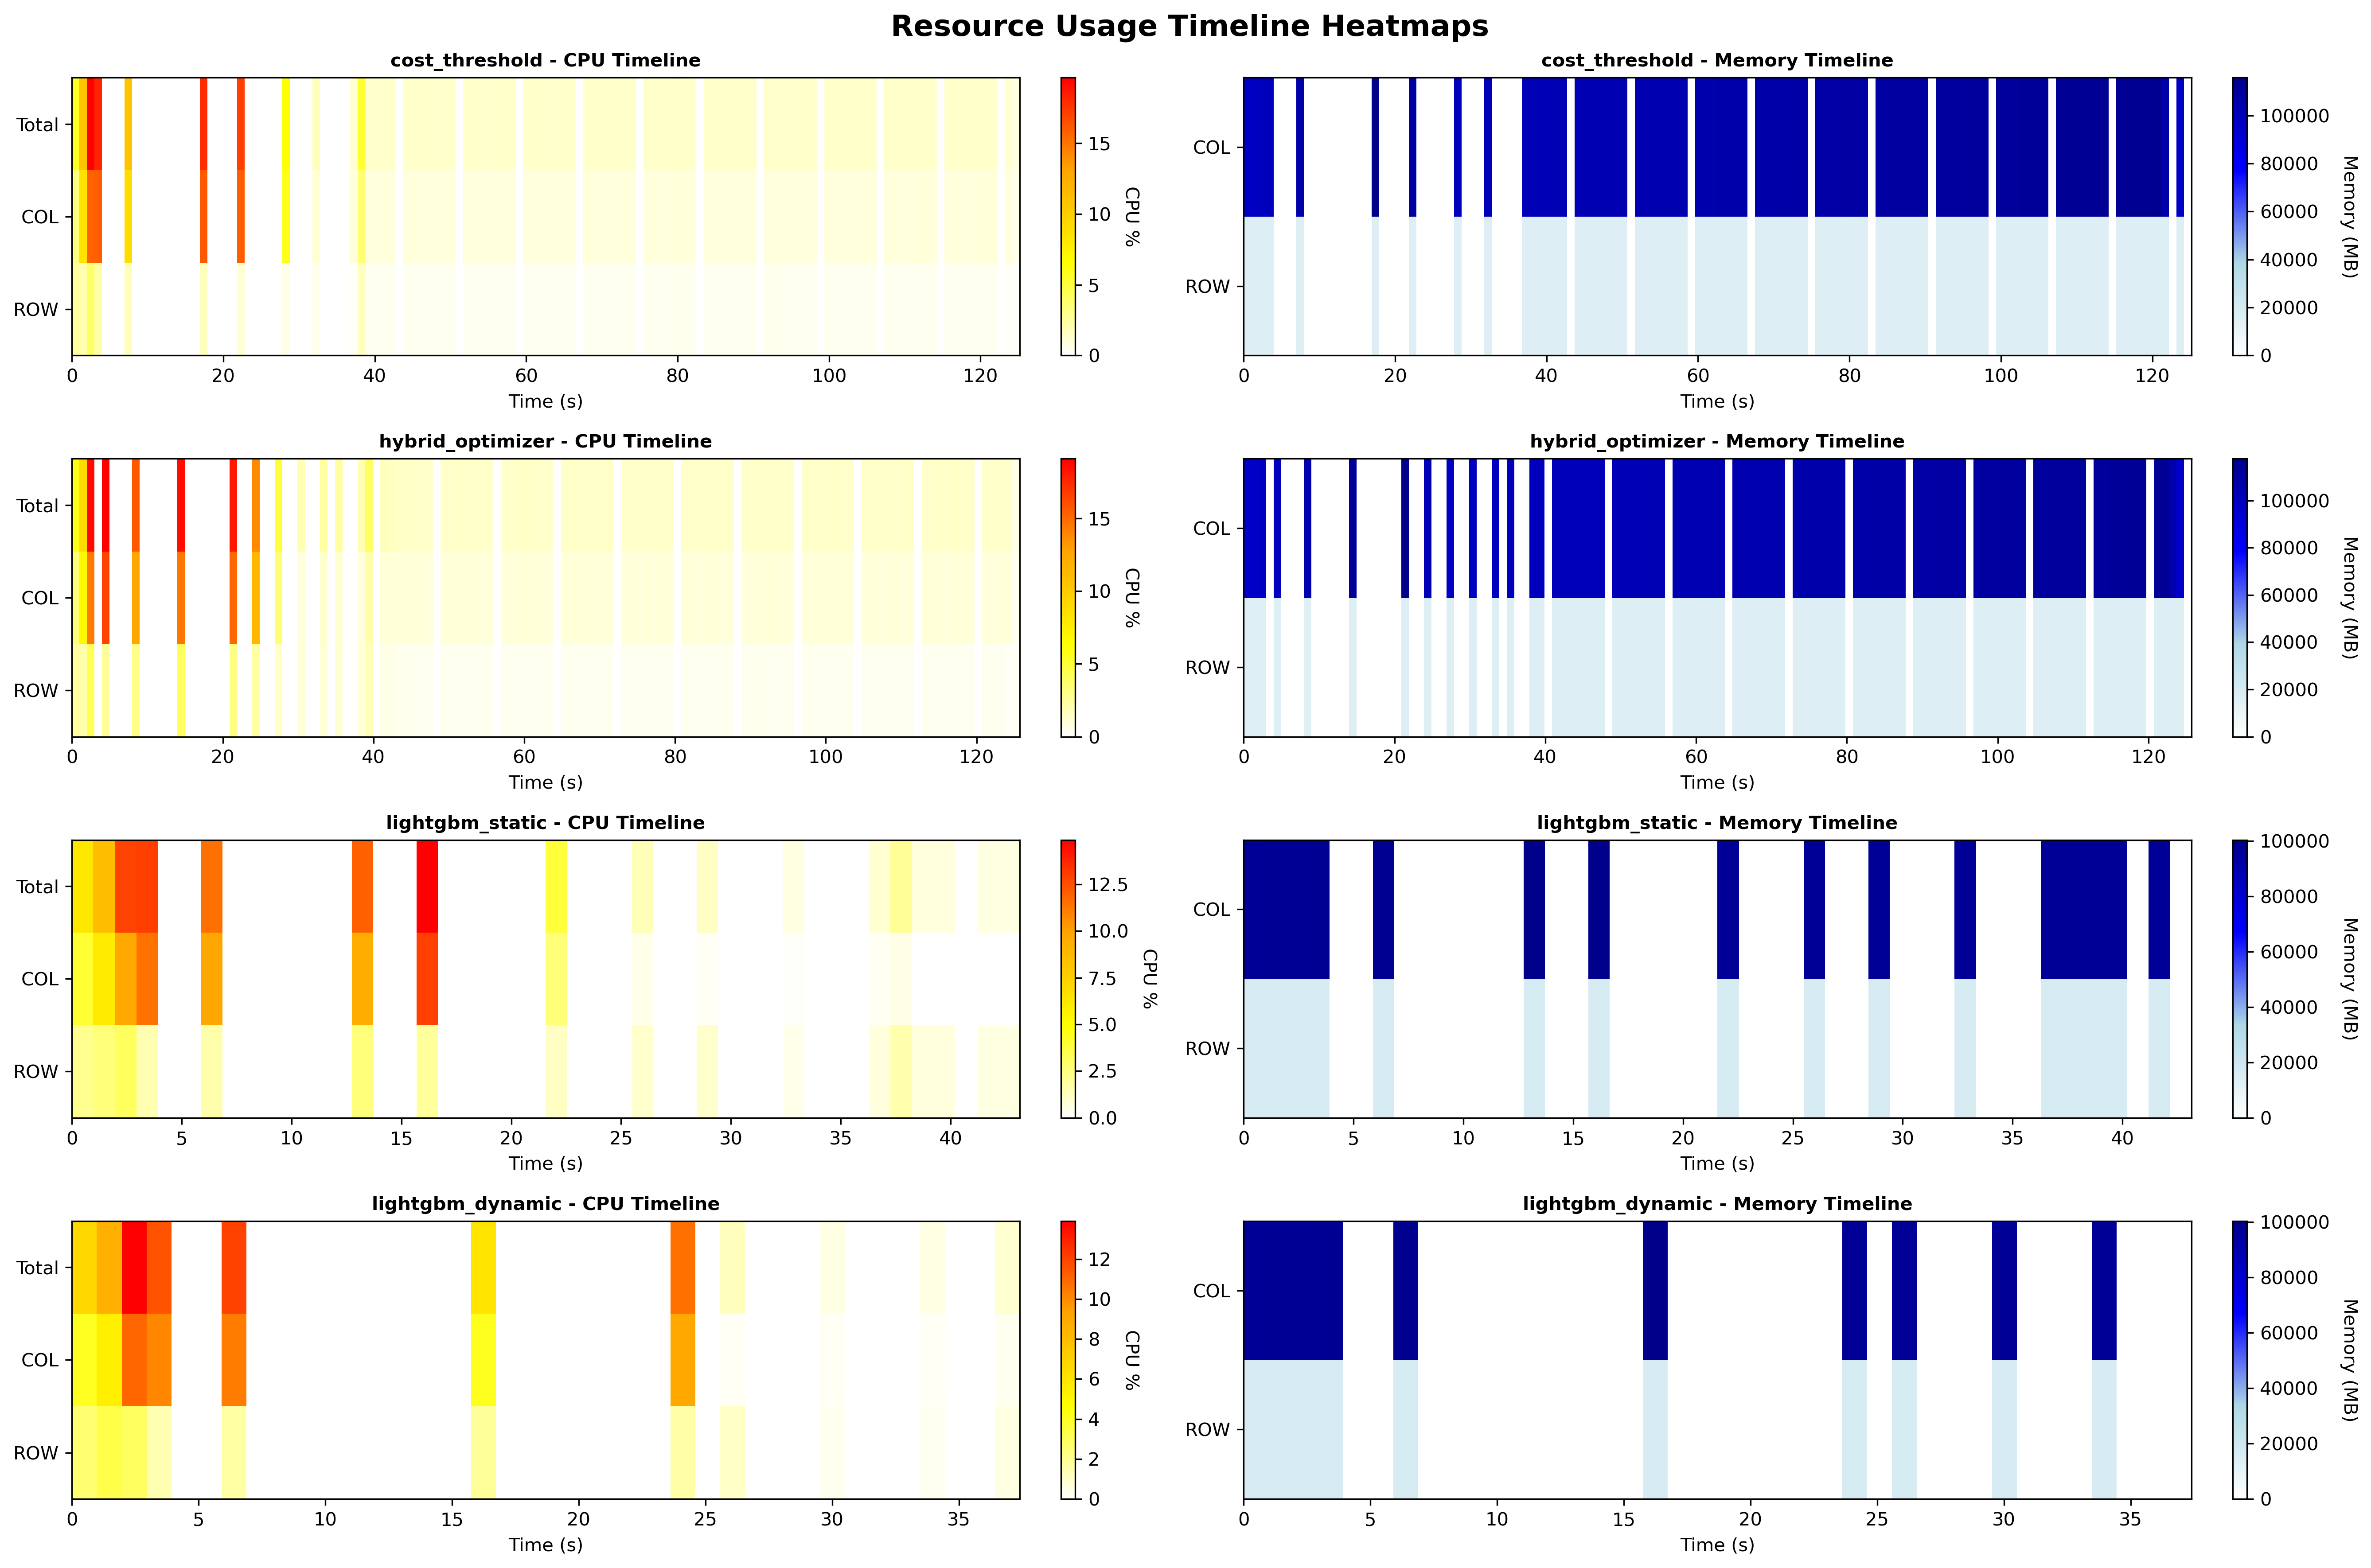 Resource Usage Timeline Heatmaps
cost_threshold - CPU Timeline
Total
COL
ROW
0 20 40 60 80 100 120
Time (s)
15
10
5
0
CPU %
cost_threshold - Memory Timeline
COL
ROW
0 20 40 60 80 100 120
Time (s)
100000
80000
60000
40000
20000
0
Memory (MB)
hybrid_optimizer - CPU Timeline
Total
COL
ROW
0 20 40 60 80 100 120
Time (s)
15
10
5
0
CPU %
hybrid_optimizer - Memory Timeline
COL
ROW
0 20 40 60 80 100 120
Time (s)
100000
80000
60000
40000
20000
0
Memory (MB)
lightgbm_static - CPU Timeline
Total
COL
ROW
0 5 10 15 20 25 30 35 40
Time (s)
12.5
10.0
7.5
5.0
2.5
0.0
CPU %
lightgbm_static - Memory Timeline
COL
ROW
0 5 10 15 20 25 30 35 40
Time (s)
100000
80000
60000
40000
20000
0
Memory (MB)
lightgbm_dynamic - CPU Timeline
Total
COL
ROW
0 5 10 15 20 25 30 35
Time (s)
12
10
8
6
4
2
0
CPU %
lightgbm_dynamic - Memory Timeline
COL
ROW
0 5 10 15 20 25 30 35
Time (s)
100000
80000
60000
40000
20000
0
Memory (MB)